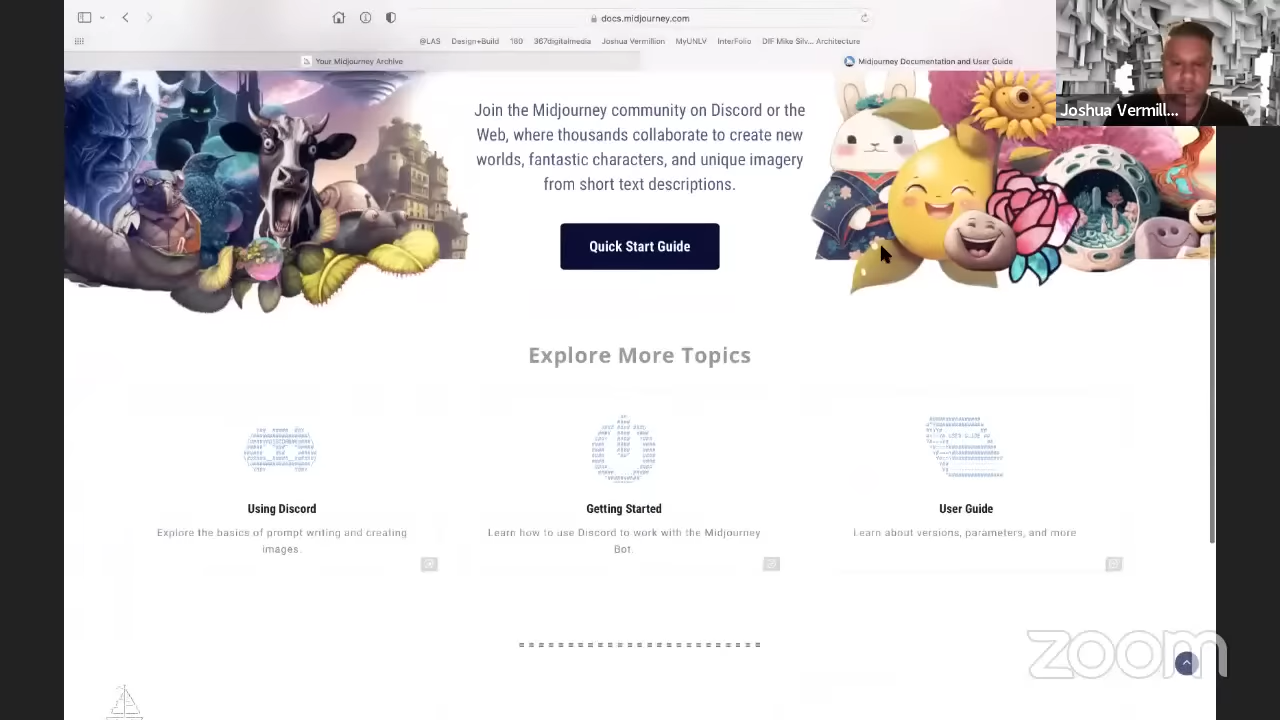 docs.midjourney.com
@LAS Design+Build 180 367digitalmedia Joshua Vermillion MyUNLV InterFolio DIF Mike Silv... Architecture
Your Midjourney Archive
Midjourney Documentation and User Guide
Joshua Vermill...
Join the Midjourney community on Discord or the
Web, where thousands collaborate to create new
worlds, fantastic characters, and unique imagery
from short text descriptions.
Quick Start Guide
Explore More Topics
Using Discord
Explore the basics of prompt writing and creating
images.
Getting Started
Learn how to use Discord to work with the Midjourney
Bot.
User Guide
Learn about versions, parameters, and more
zoom